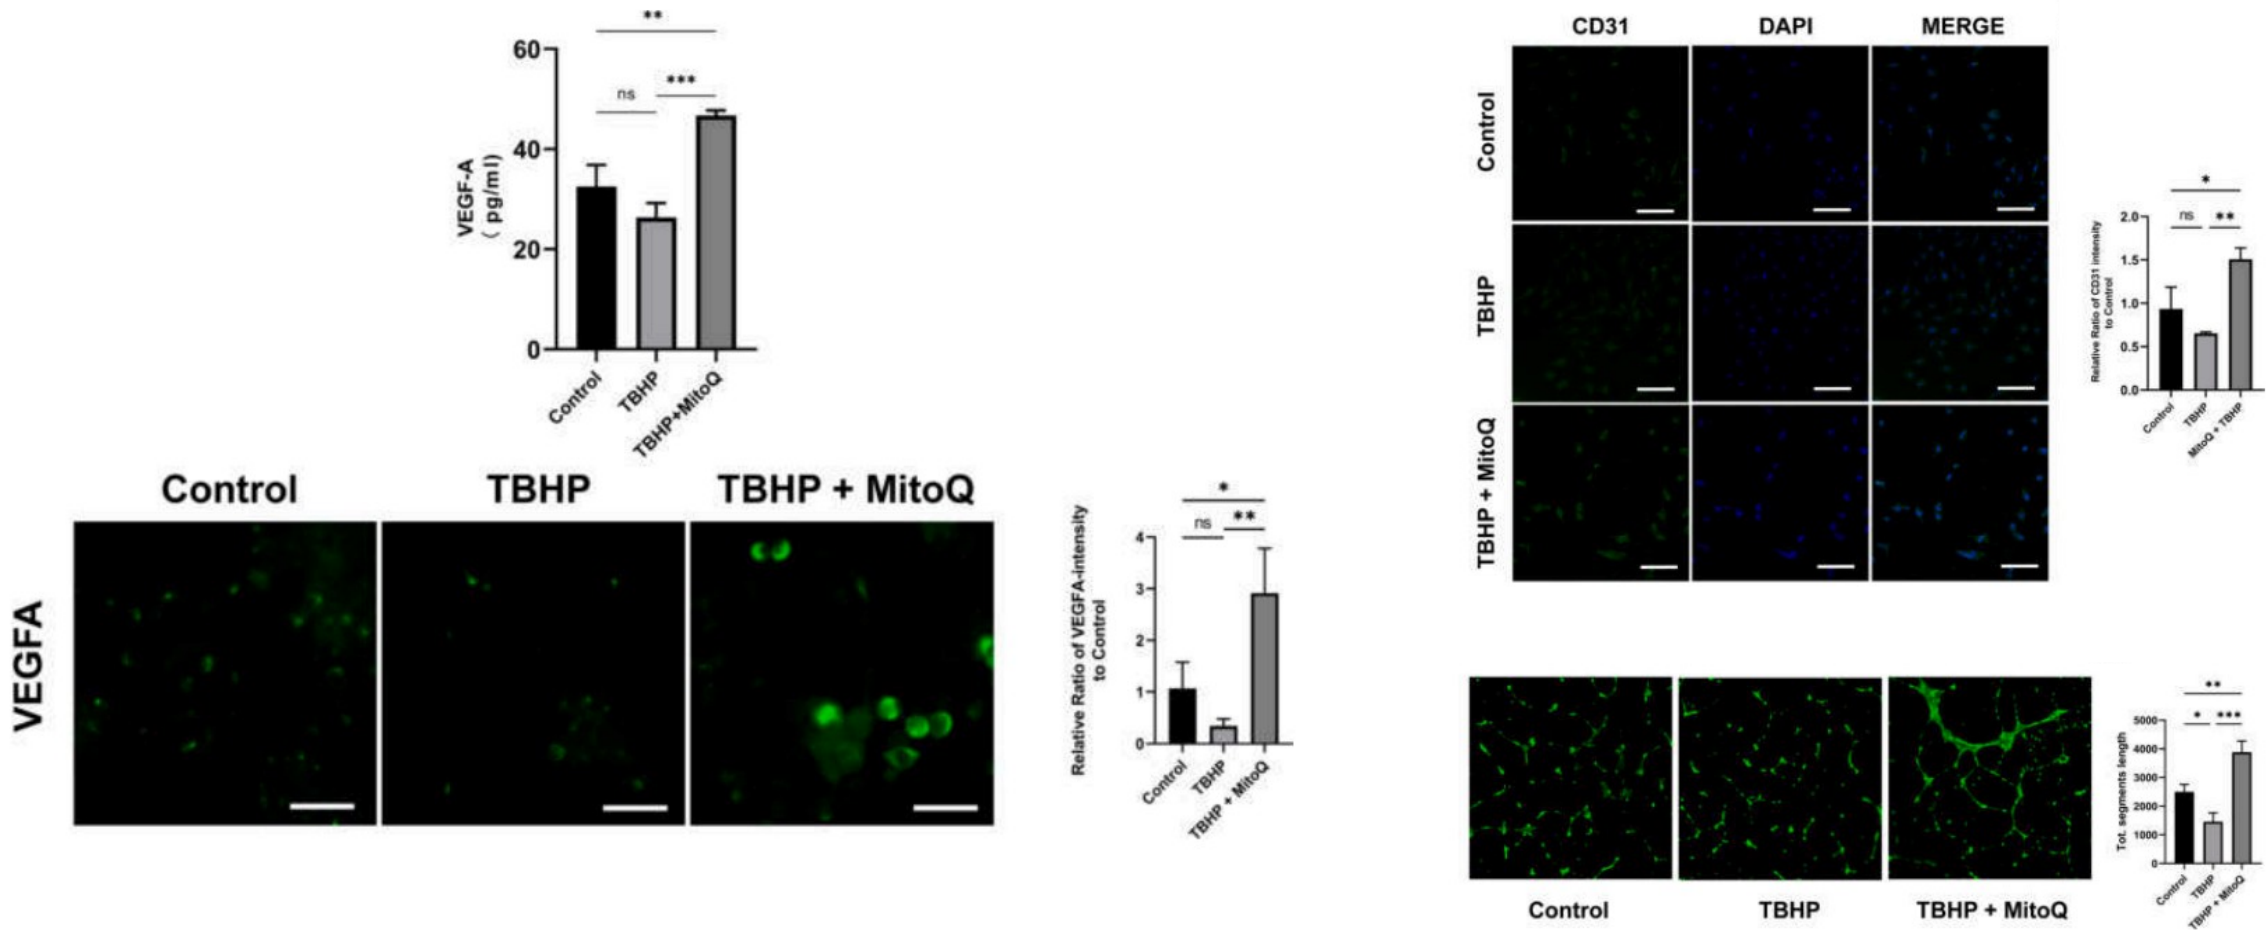 **
60
ns
***
40
20
0
VEGF-A
( pg/ml)
Control
TBHP
TBHP+MitoQ
Control TBHP TBHP + MitoQ
VEGFA
*
ns
**
4
3
2
1
0
Relative Ratio of VEGFA-intensity
to Control
Control
TBHP
TBHP + MitoQ
CD31 DAPI MERGE
Control
TBHP
TBHP + MitoQ
*
ns
**
2.0
1.5
1.0
0.5
0.0
Relative Ratio of CD31 intensity
to Control
Control
TBHP
MitoQ + TBHP
Control TBHP TBHP + MitoQ
**
*
***
5000
4000
3000
2000
1000
0
Tot. segments length
Control
TBHP
TBHP + MitoQ